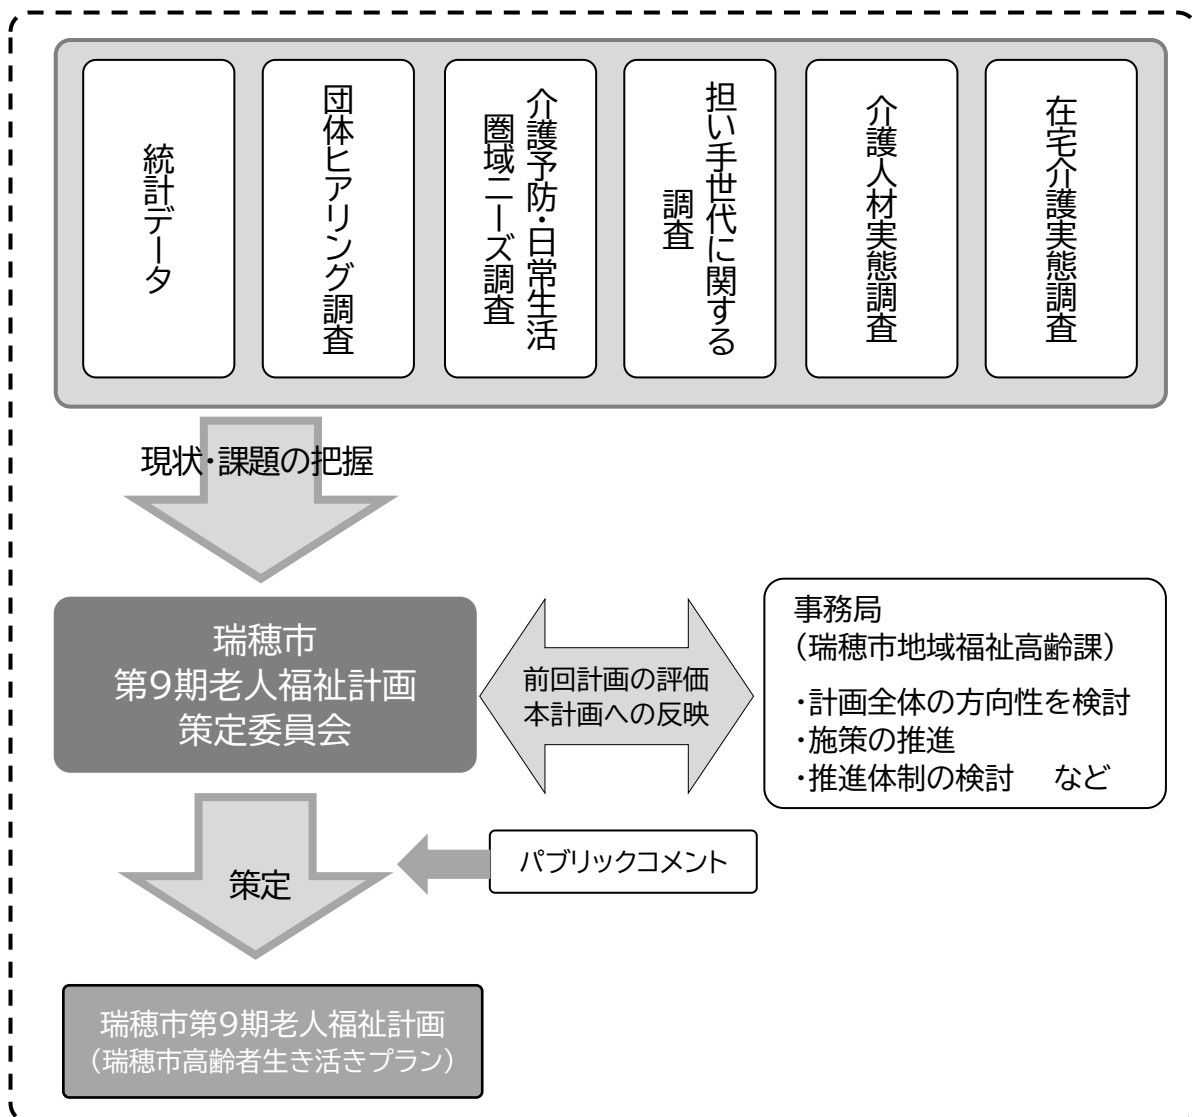 統計データ
団体ヒアリング調査
介護予防・日常生活
圏域ニーズ調査
担い手世代に関する
調査
介護人材実態調査
在宅介護実態調査
現状・課題の把握
瑞穂市
第9期老人福祉計画
策定委員会
前回計画の評価
本計画への反映
事務局
（瑞穂市地域福祉高齢課）
・計画全体の方向性を検討
・施策の推進
・推進体制の検討　など
策定
パブリックコメント
瑞穂市第9期老人福祉計画
（瑞穂市高齢者生き活きプラン）